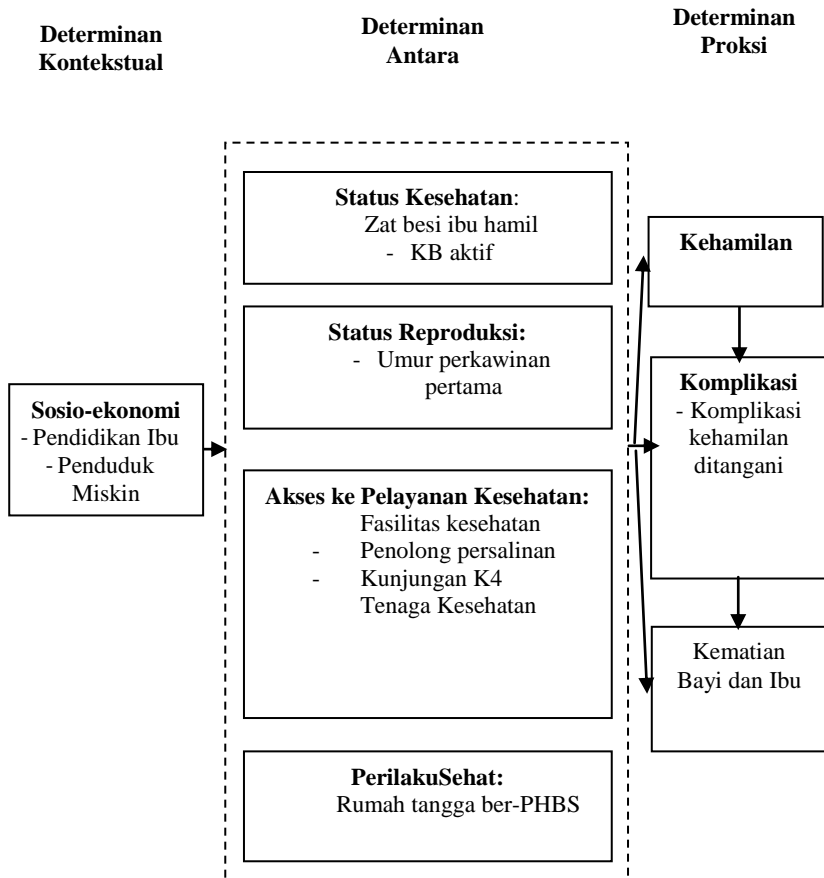 Determinan
Kontekstual
Determinan
Antara
Determinan
Proksi
Sosio-ekonomi
- Pendidikan Ibu
- Penduduk
Miskin
Status Kesehatan:
Zat besi ibu hamil
- KB aktif
Status Reproduksi:
- Umur perkawinan
pertama
Akses ke Pelayanan Kesehatan:
Fasilitas kesehatan
- Penolong persalinan
- Kunjungan K4
Tenaga Kesehatan
PerilakuSehat:
Rumah tangga ber-PHBS
Kehamilan
Komplikasi
- Komplikasi
kehamilan
ditangani
Kematian
Bayi dan Ibu